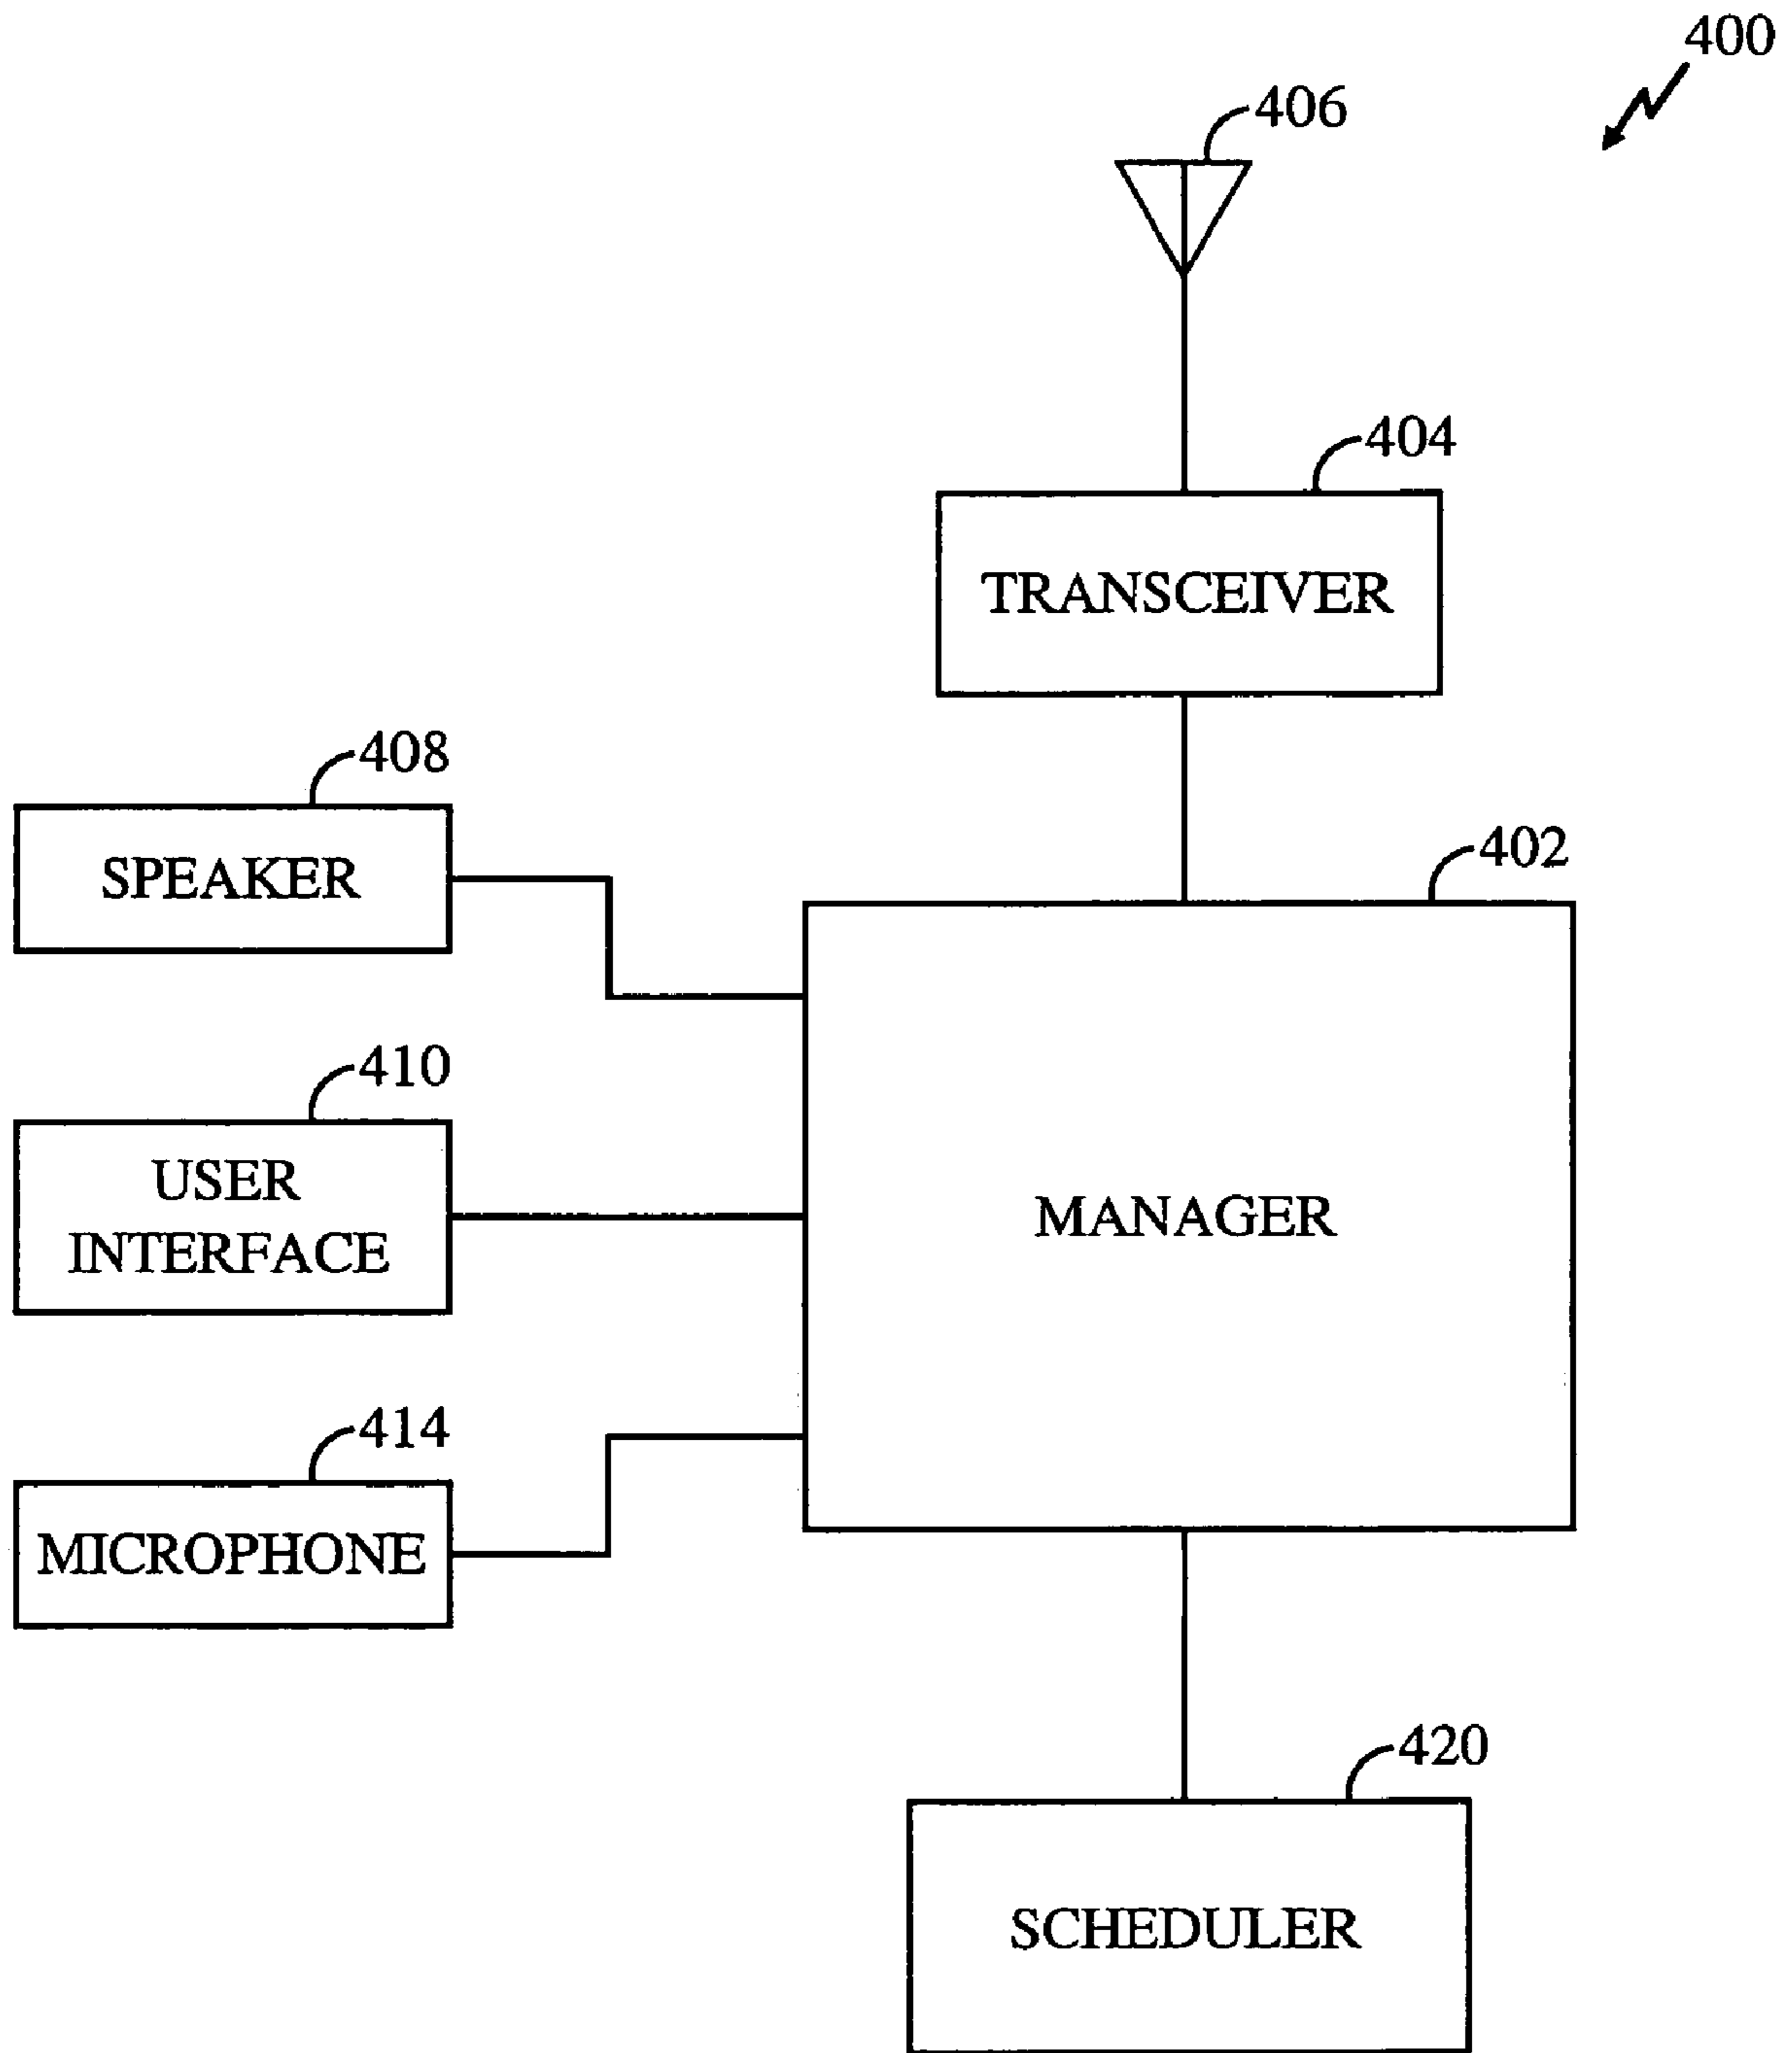 400
406
404
TRANSCEIVER
408
SPEAKER
402
410
USER
INTERFACE
MANAGER
414
MICROPHONE
420
SCHEDULER